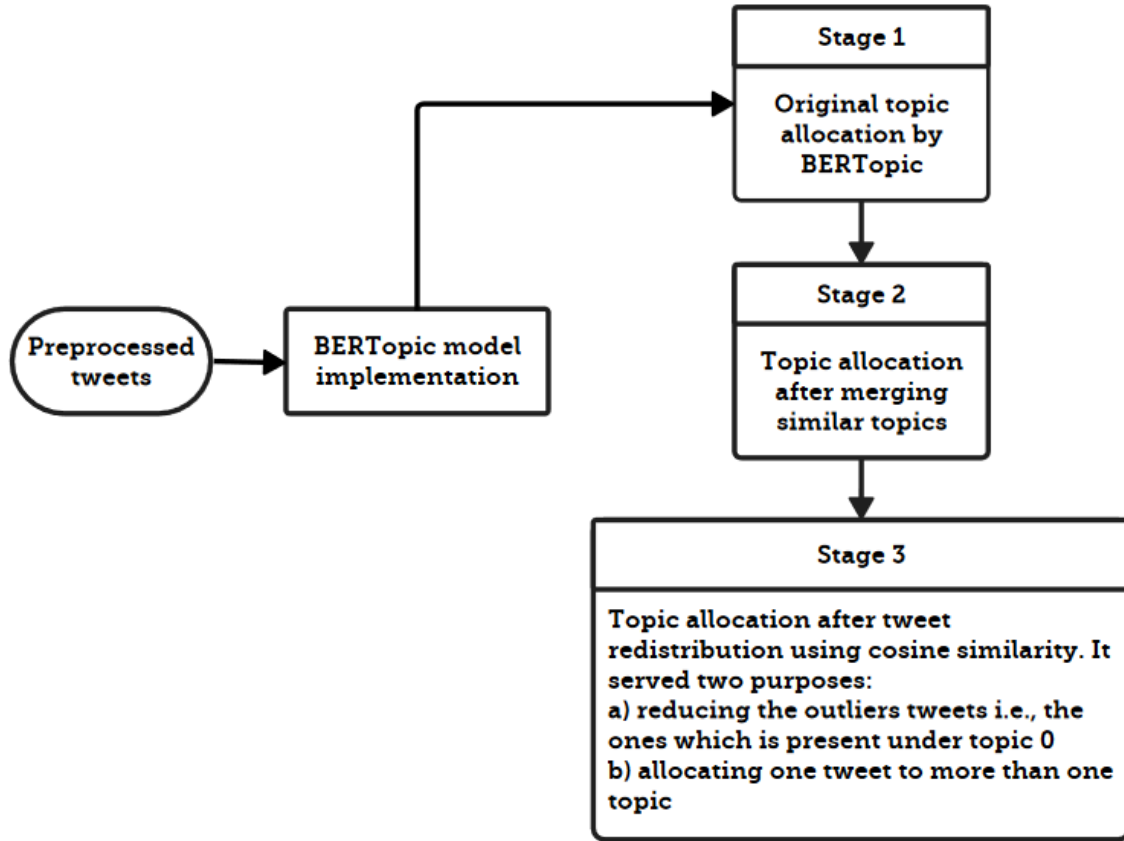 Preprocessed
tweets
BERTopic model
implementation
Stage 1
Original topic
allocation by
BERTopic
Stage 2
Topic allocation
after merging
similar topics
Stage 3
Topic allocation after tweet
redistribution using cosine similarity. It
served two purposes:
a) reducing the outliers tweets i.e., the
ones which is present under topic 0
b) allocating one tweet to more than one
topic